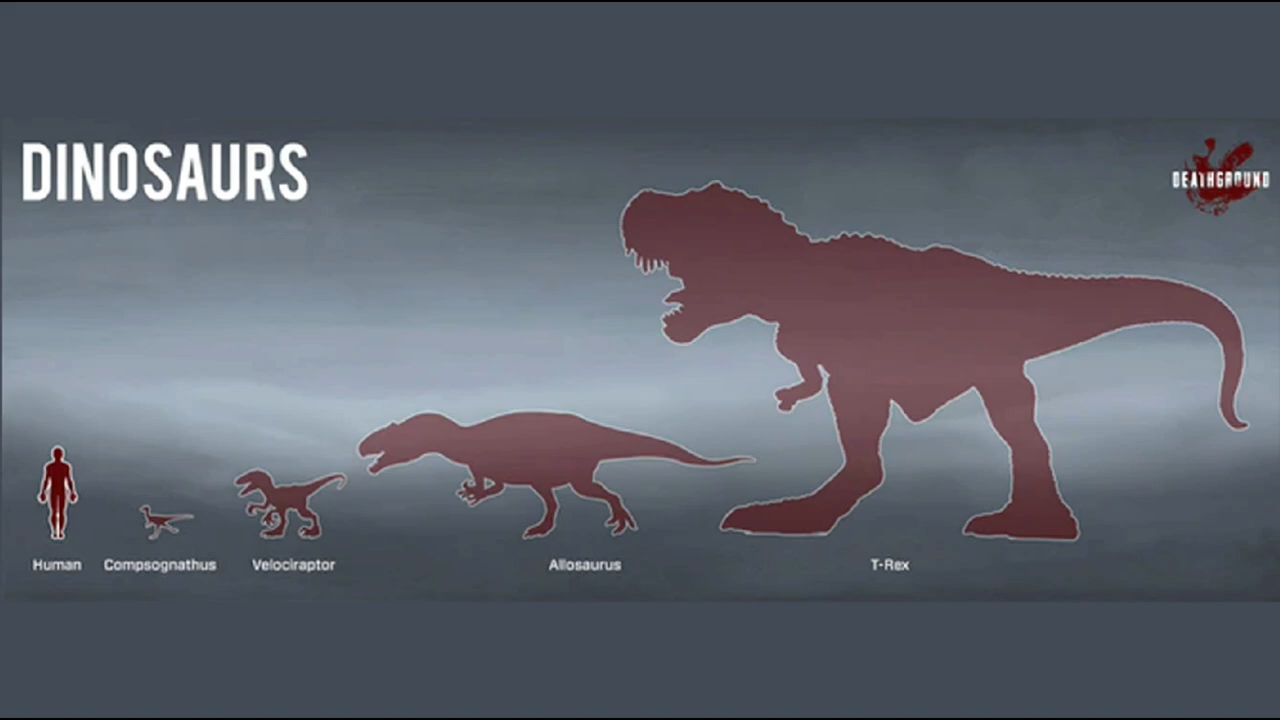 DINOSAURS
DEATHGROUND
Human
Compsognathus
Velociraptor
Allosaurus
T-Rex